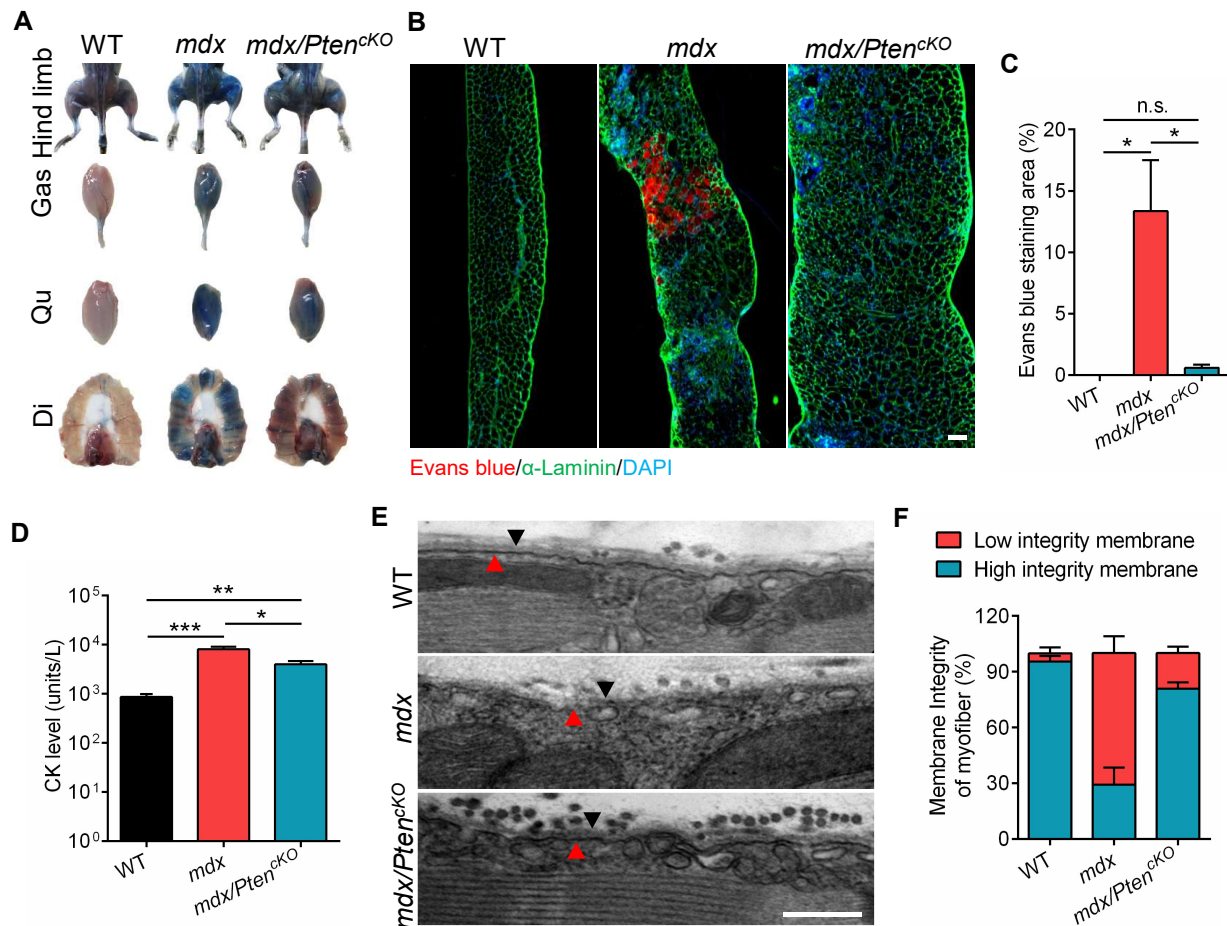 A
WT
mdx
mdx/Pten^cKO
Hind limb
Gas
Qu
Di
B
WT
mdx
mdx/Pten^cKO
Evans blue/α-Laminin/DAPI
C
n.s.
*
*
Evans blue staining area (%)
20
15
10
5
0
WT
mdx
mdx/Pten^cKO
D
**
***
*
CK level (units/L)
10^5
10^4
10^3
10^2
10^1
10^0
WT
mdx
mdx/Pten^cKO
E
WT
mdx
mdx/Pten^cKO
F
Low integrity membrane
High integrity membrane
Membrane Integrity
of myofiber (%)
120
90
60
30
0
WT
mdx
mdx/Pten^cKO